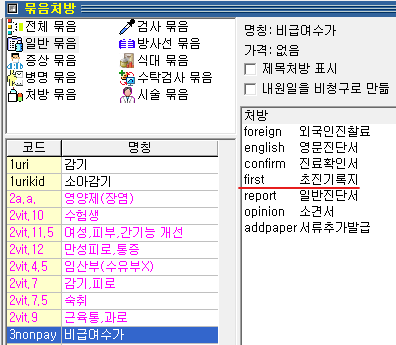 묶음처방
전체 묶음
검사 묶음
일반 묶음
방사선 묶음
증상 묶음
식대 묶음
병명 묶음
수탁검사 묶음
처방 묶음
시술 묶음
코드 명칭
1uri 감기
1urikid 소아감기
2a.a. 영양제(장염)
2vit.10 수험생
2vit.11.5 여성,피부,간기능 개선
2vit.12 만성피로,통증
2vit.4.5 임산부(수유부X)
2vit.7 감기,피로
2vit.7.5 숙취
2vit.9 근육통,과로
3nonpay 비급여수가
명칭: 비급여수가
가격: 없음
제목처방 표시
내원일을 비청구로 만듦
처방
foreign 외국인진찰료
english 영문진단서
confirm 진료확인서
first 초진기록지
report 일반진단서
opinion 소견서
addpaper 서류추가발급